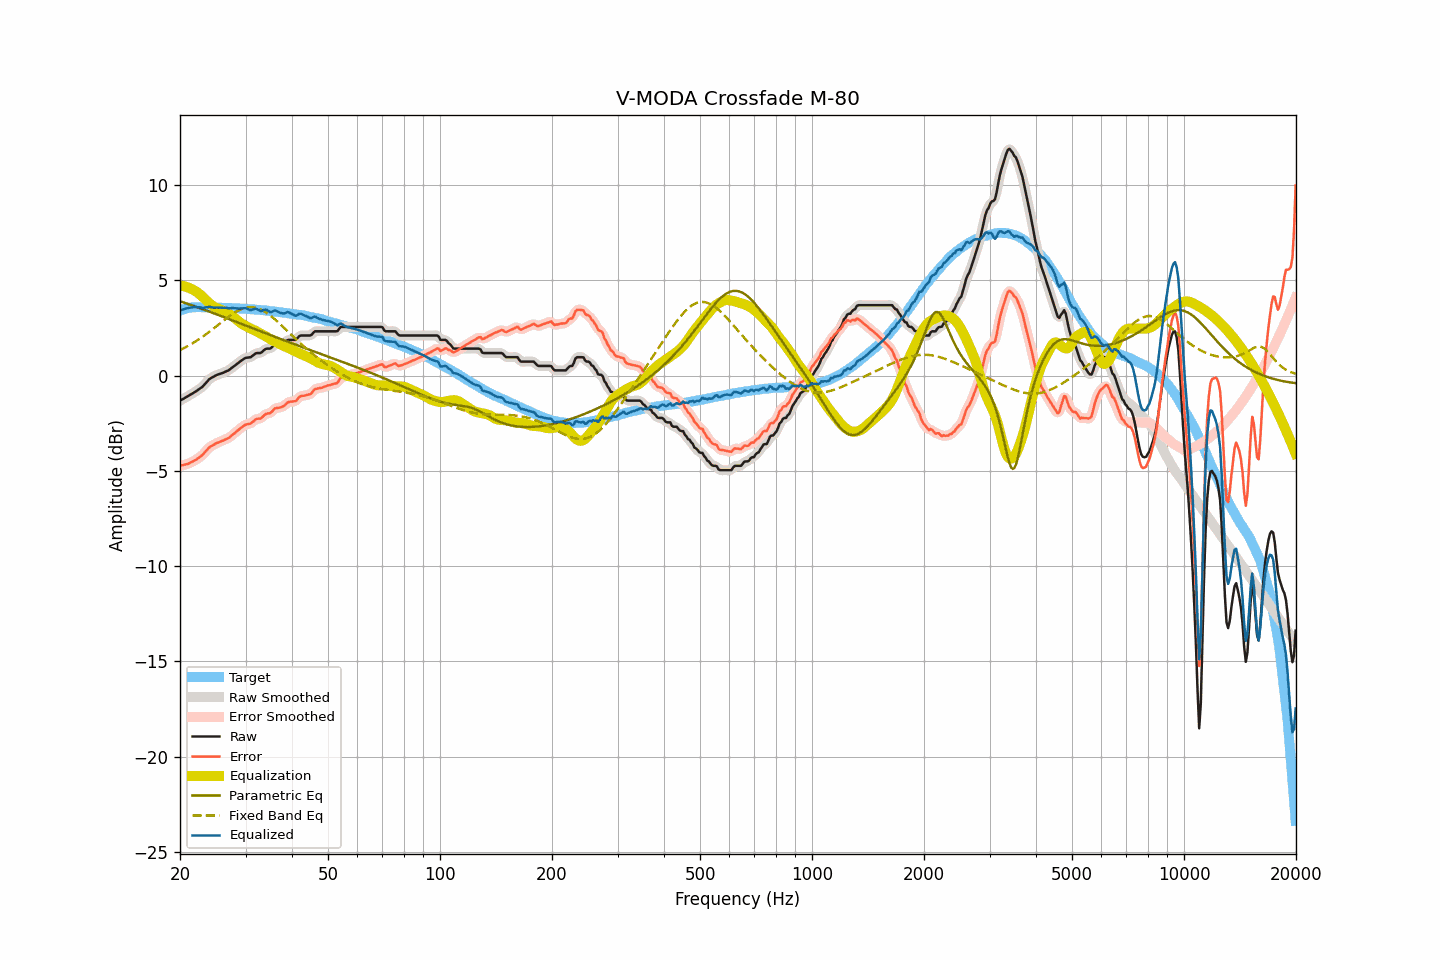 V-MODA Crossfade M-80
10
5
0
−5
−10
−15
−20
−25
Amplitude (dBr)
Target
Raw Smoothed
Error Smoothed
Raw
Error
Equalization
Parametric Eq
Fixed Band Eq
Equalized
20 50 100 200 500 1000 2000 5000 10000 20000
Frequency (Hz)